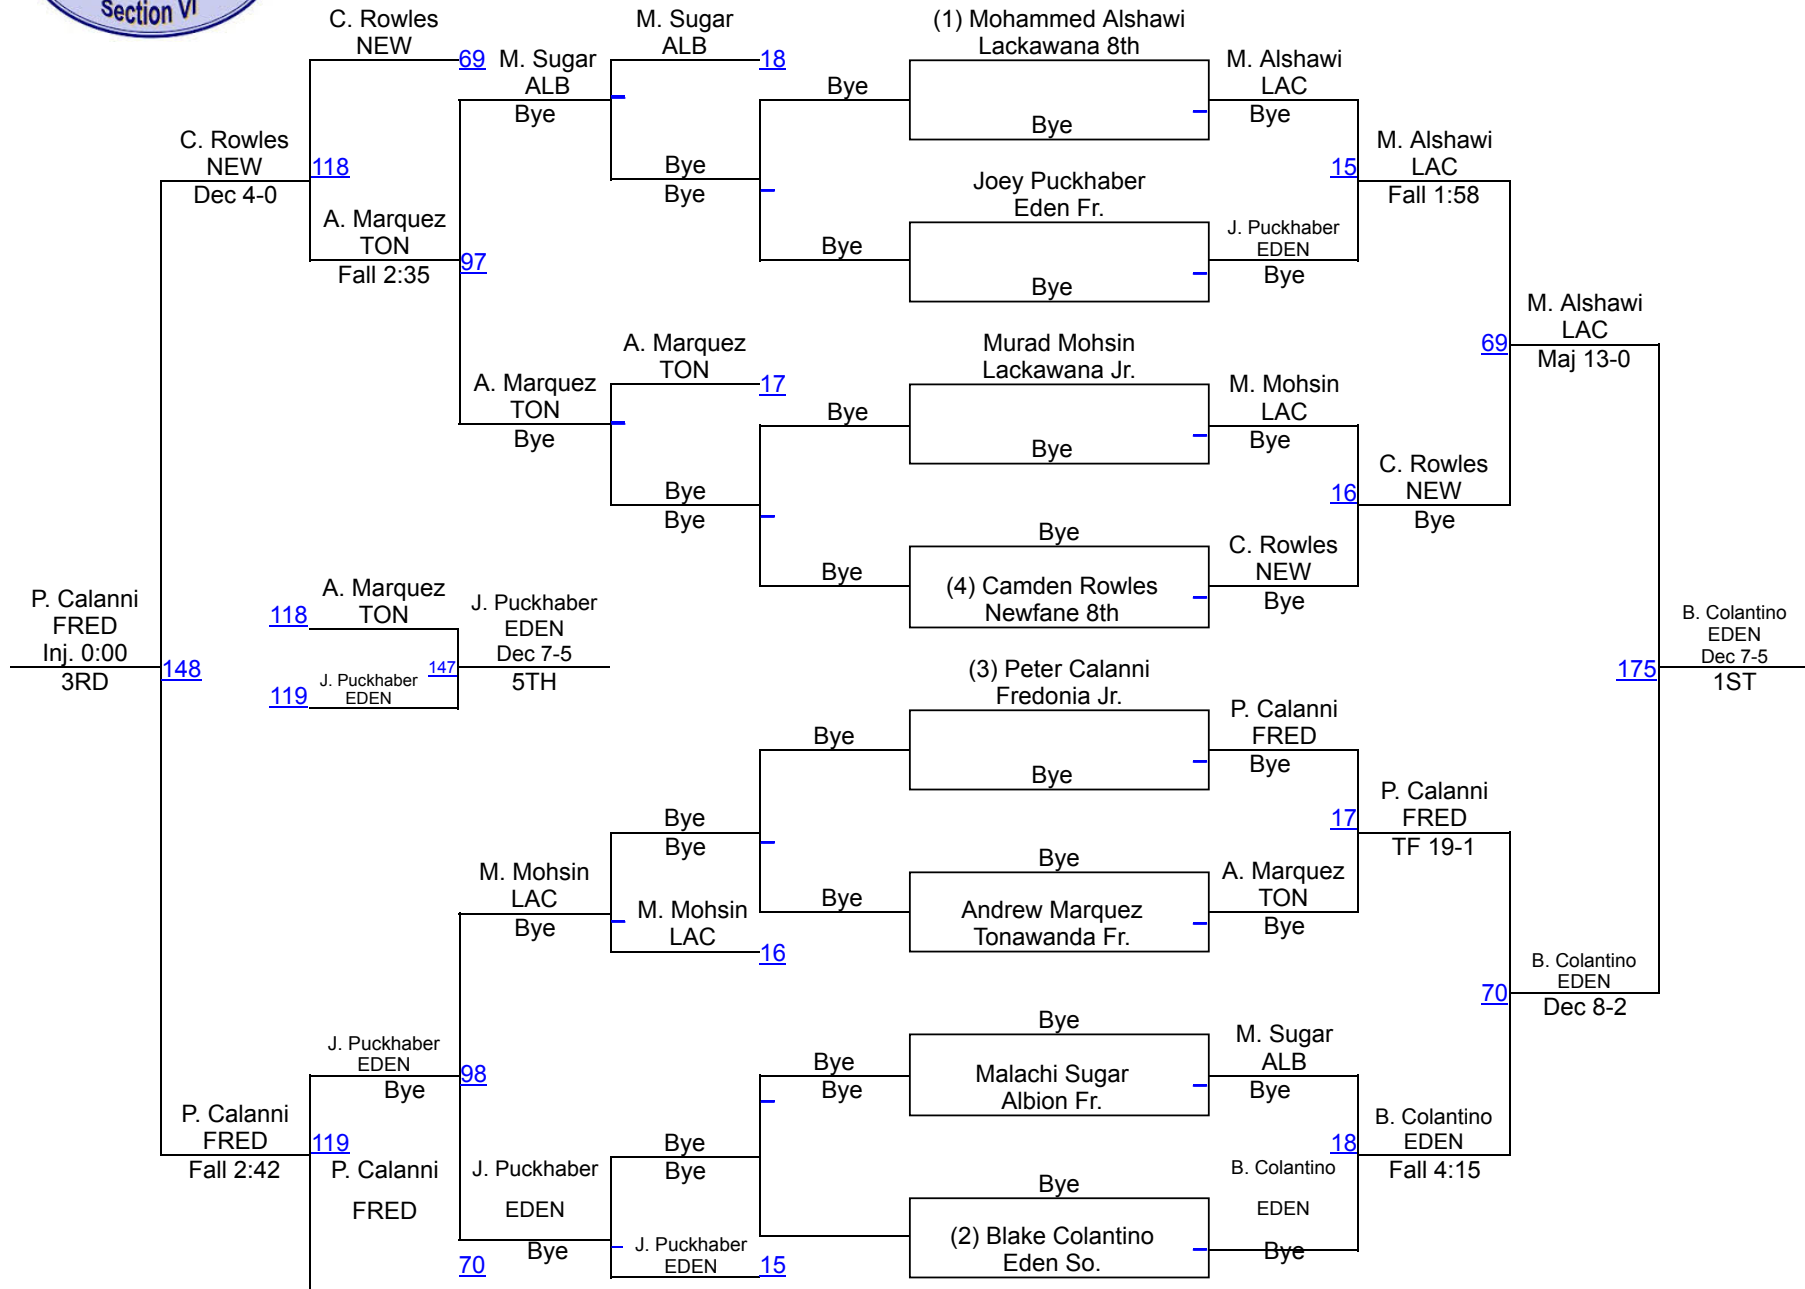 Section VI
C. Rowles
NEW
69
M. Sugar
ALB
Bye
M. Sugar
ALB
18
Bye
(1) Mohammed Alshawi
Lackawana 8th
Bye
M. Alshawi
LAC
Bye
C. Rowles
NEW
Dec 4-0
118
Bye
Bye
Joey Puckhaber
Eden Fr.
15
M. Alshawi
LAC
Fall 1:58
A. Marquez
TON
Fall 2:35
97
Bye
Bye
J. Puckhaber
EDEN
Bye
A. Marquez
TON
Bye
A. Marquez
TON
17
Bye
Murad Mohsin
Lackawana Jr.
Bye
M. Mohsin
LAC
Bye
69
M. Alshawi
LAC
Maj 13-0
Bye
Bye
16
C. Rowles
NEW
Bye
Bye
Bye
(4) Camden Rowles
Newfane 8th
C. Rowles
NEW
Bye
P. Calanni
FRED
Inj. 0:00
3RD
148
118
A. Marquez
TON
119
J. Puckhaber
EDEN
147
J. Puckhaber
EDEN
Dec 7-5
5TH
175
B. Colantino
EDEN
Dec 7-5
1ST
(3) Peter Calanni
Fredonia Jr.
Bye
Bye
P. Calanni
FRED
Bye
Bye
Bye
17
P. Calanni
FRED
TF 19-1
M. Mohsin
LAC
Bye
M. Mohsin
LAC
16
Bye
Bye
Andrew Marquez
Tonawanda Fr.
A. Marquez
TON
Bye
70
B. Colantino
EDEN
Dec 8-2
J. Puckhaber
EDEN
Bye
98
Bye
Bye
Bye
Malachi Sugar
Albion Fr.
M. Sugar
ALB
Bye
P. Calanni
FRED
Fall 2:42
119
P. Calanni
FRED
70
J. Puckhaber
EDEN
Bye
Bye
Bye
J. Puckhaber
EDEN
15
Bye
(2) Blake Colantino
Eden So.
18
B. Colantino
EDEN
Bye
B. Colantino
EDEN
Fall 4:15